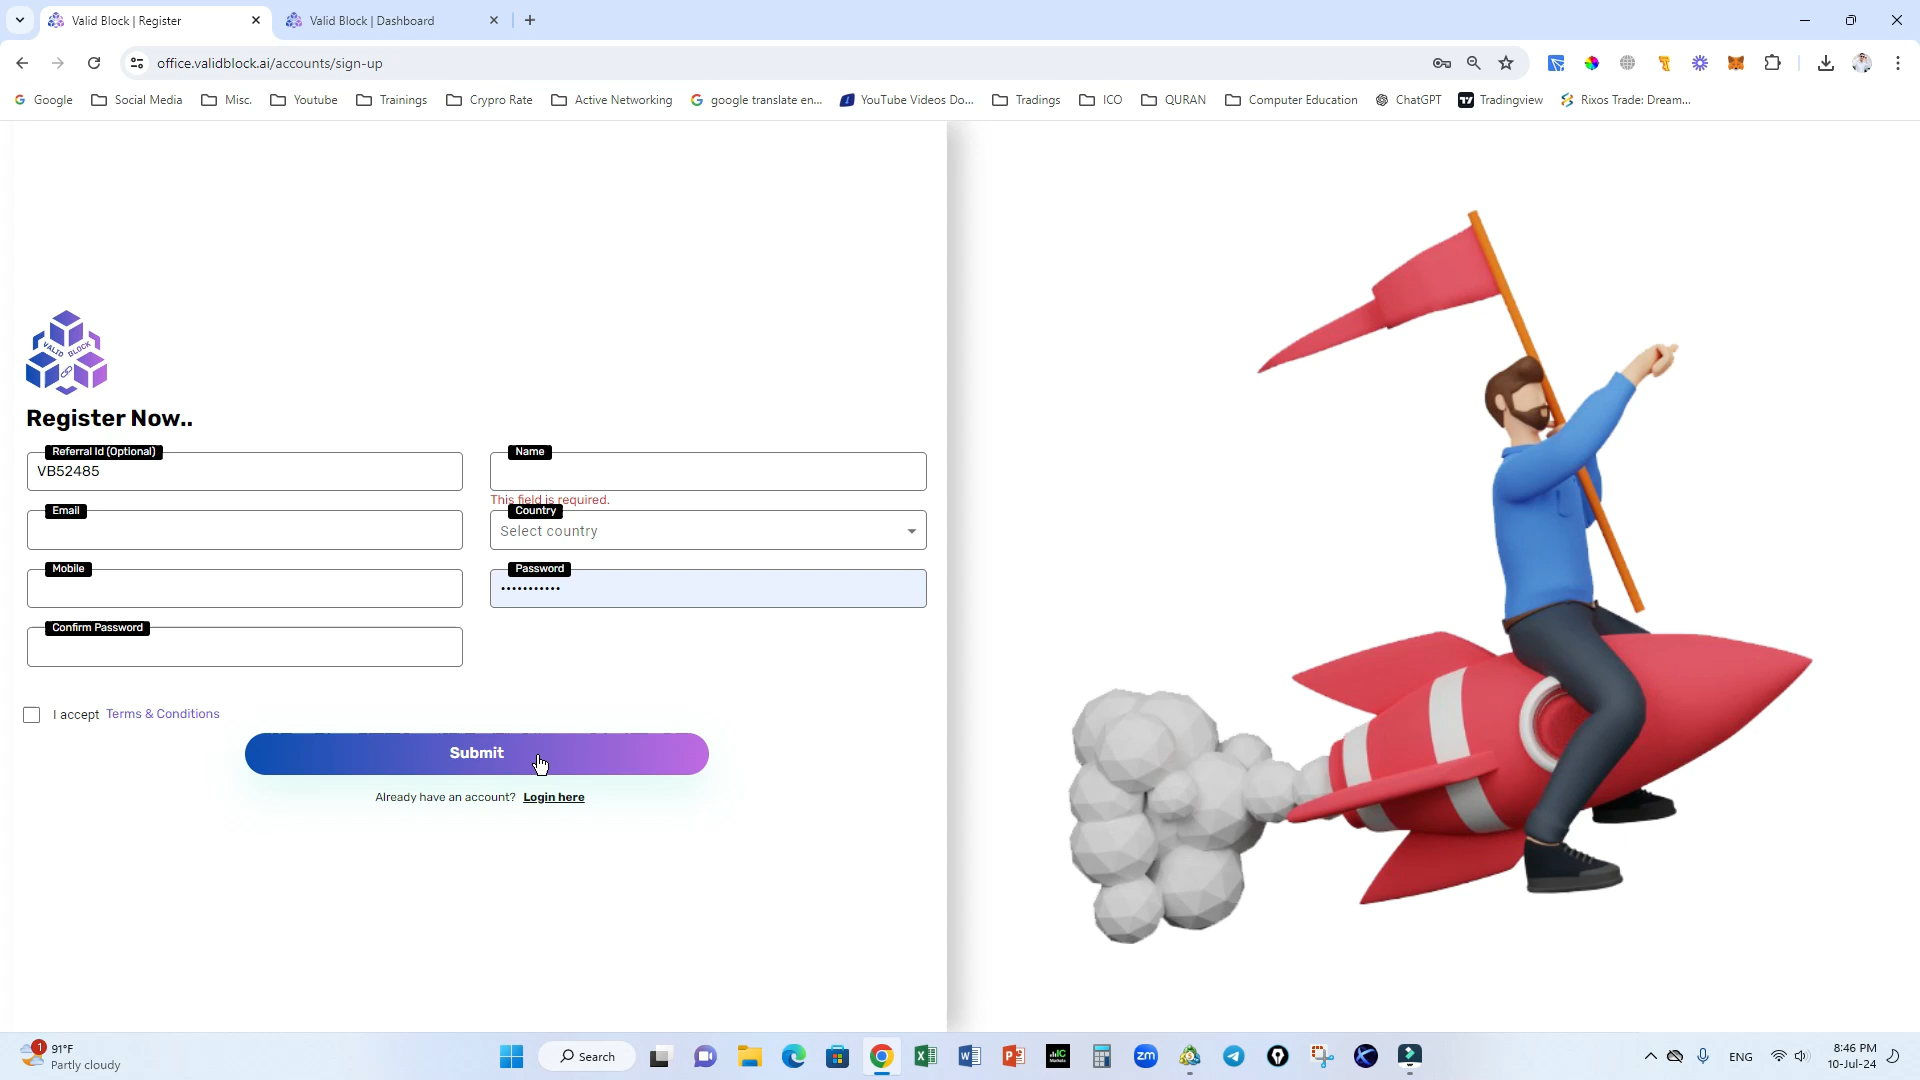 Valid Block | Register
Valid Block | Dashboard
office.validblock.ai/accounts/sign-up
Google
Social Media
Misc.
Youtube
Trainings
Crypro Rate
Active Networking
google translate en...
YouTube Videos Do...
Tradings
ICO
QURAN
Computer Education
ChatGPT
Tradingview
Rixos Trade: Dream...
VALID BLOCK
Register Now..
Referral Id (Optional)
VB52485
Name
This field is required.
Email
Country
Select country
Mobile
Password
Confirm Password
I accept Terms & Conditions
Submit
Already have an account? Login here
1
91°F
Partly cloudy
Search
zm
ENG
8:46 PM
10-Jul-24